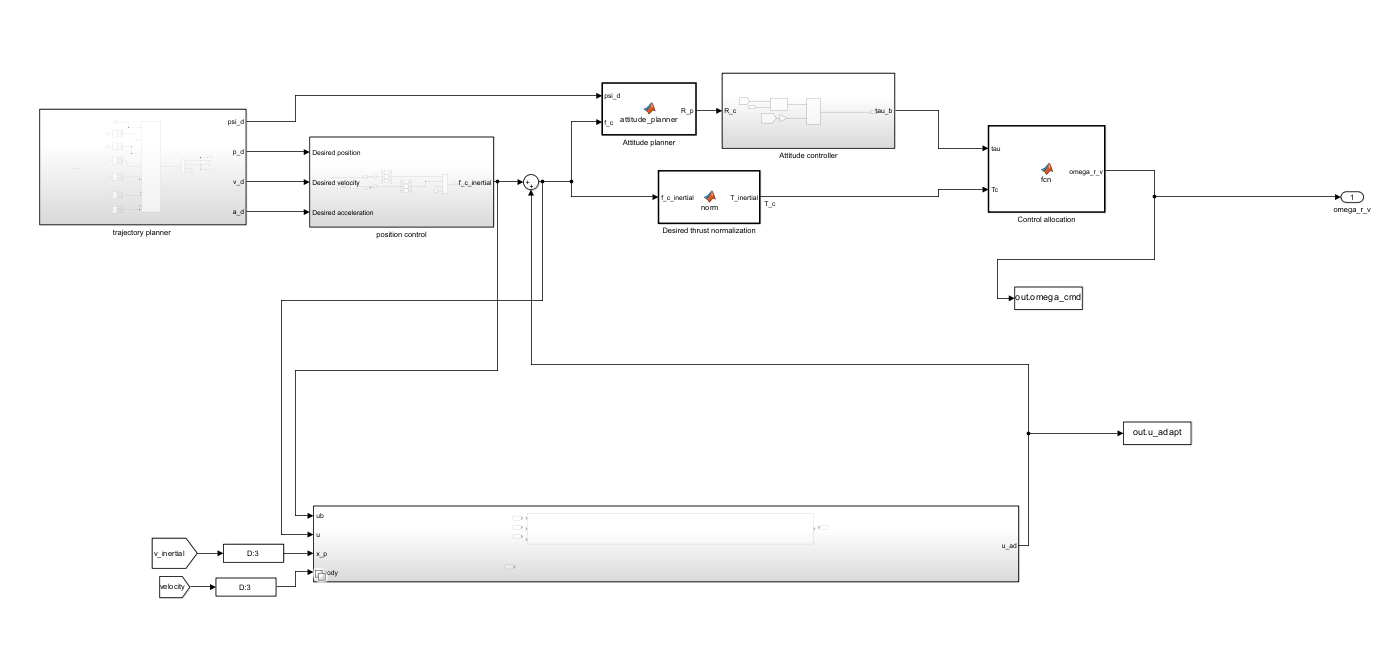 psi_d
p_d
v_d
a_d
trajectory planner
Desired position
Desired velocity
Desired acceleration
f_c_inertial
position control
psi_d
f_c
R_p
attitude_planner
Attitude planner
R_c
tau_b
Attitude controller
f_c_inertial
T_inertial
norm
T_c
Desired thrust normalization
tau
Tc
omega_r_v
fcn
Control allocation
1
omega_r_v
out.omega_cmd
out.u_adapt
ub
u
x_p
ody
u_ad
v_inertial
D:3
velocity
D:3